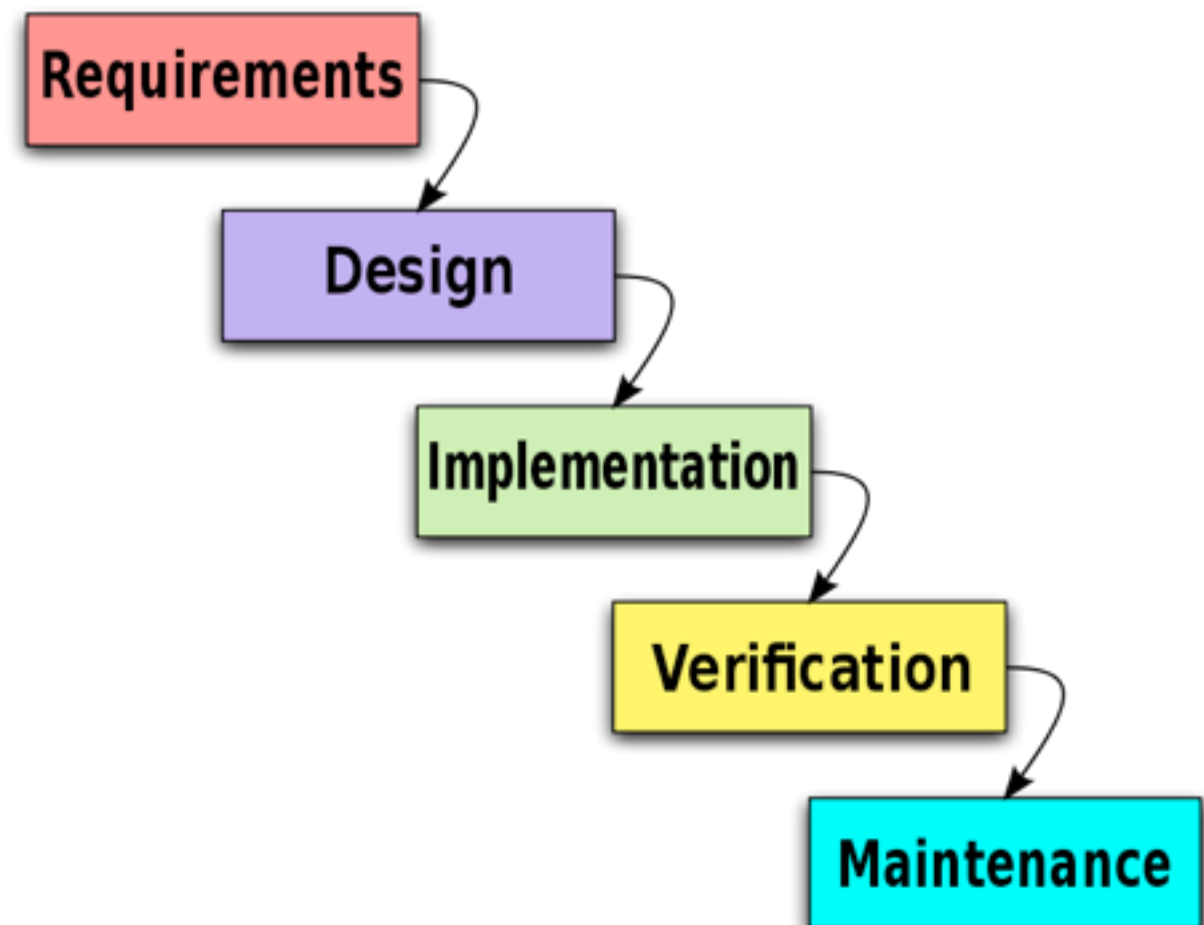 Requirements
Design
Implementation
Verification
Maintenance